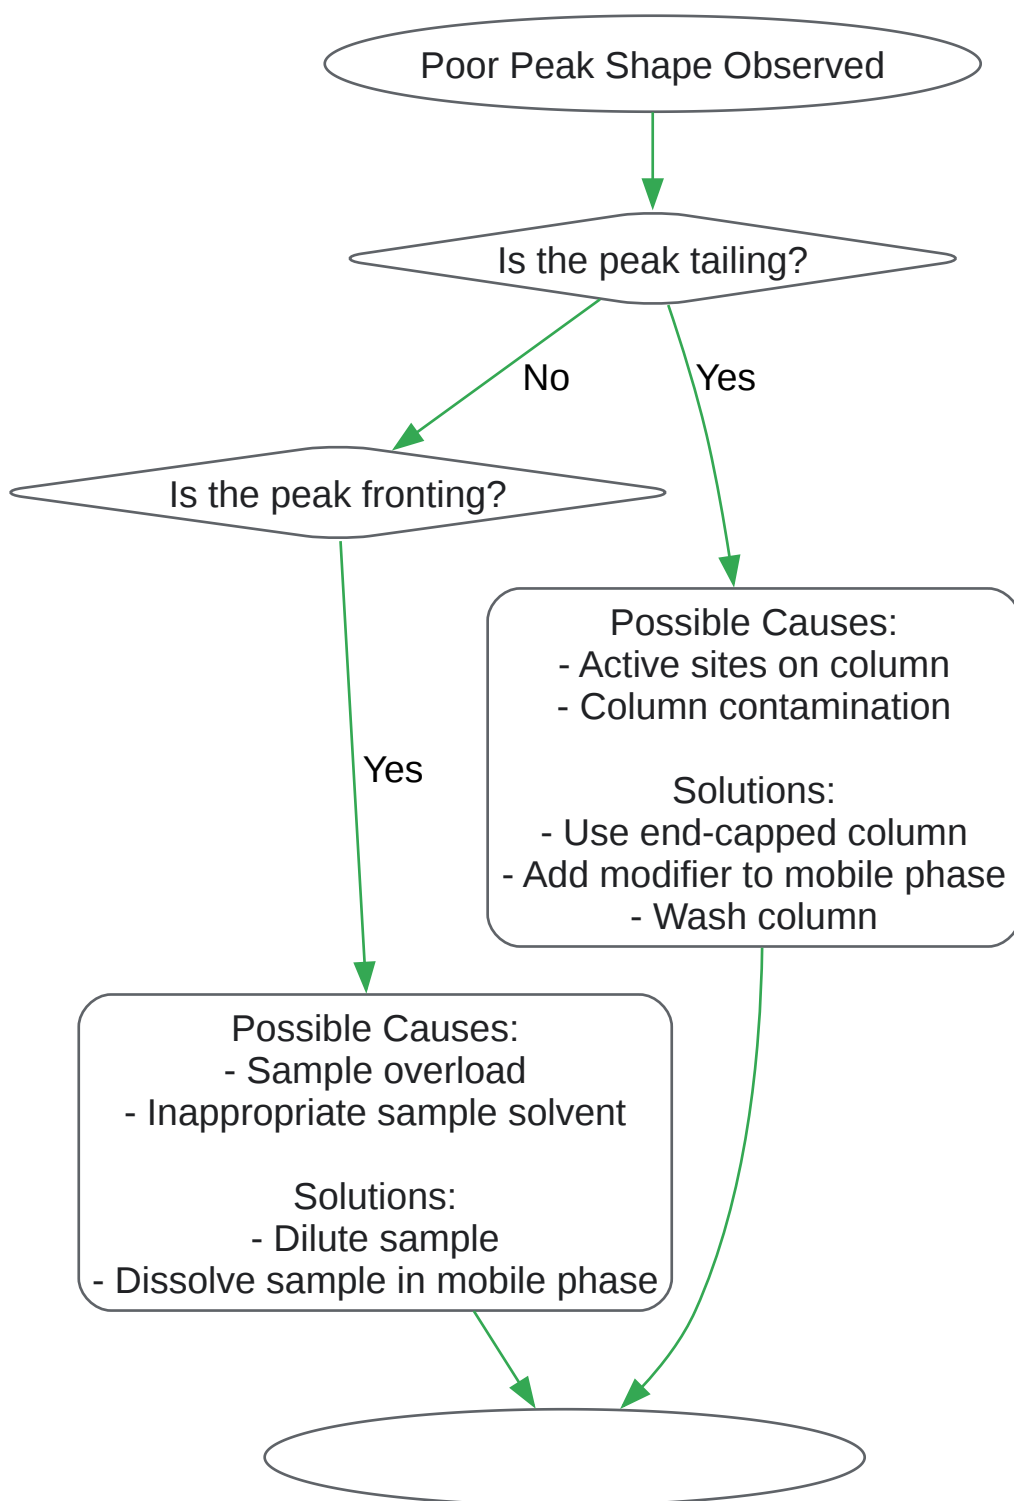 Poor Peak Shape Observed
Is the peak tailing?
No
Yes
Is the peak fronting?
Possible Causes:
- Active sites on column
- Column contamination
Solutions:
- Use end-capped column
- Add modifier to mobile phase
- Wash column
Yes
Possible Causes:
- Sample overload
- Inappropriate sample solvent
Solutions:
- Dilute sample
- Dissolve sample in mobile phase